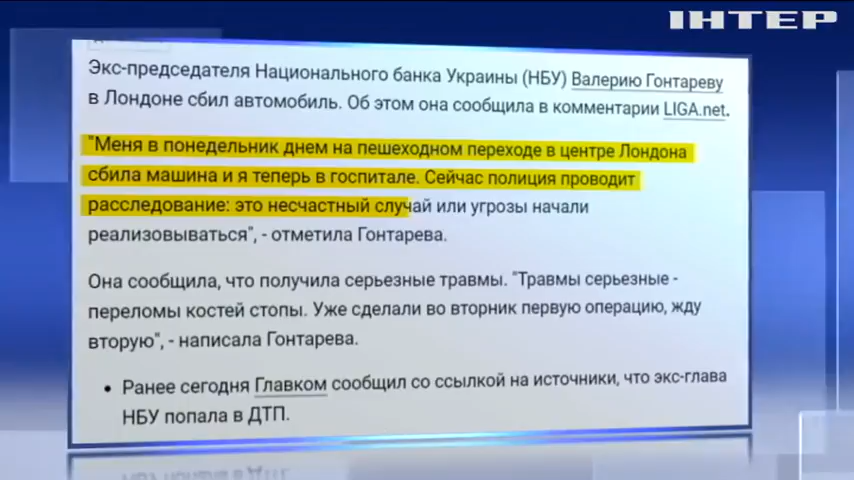 ІНТЕР
Экс-председателя Национального банка Украины (НБУ) Валерию Гонтареву
в Лондоне сбил автомобиль. Об этом она сообщила в комментарии LIGA.net.
"Меня в понедельник днем на пешеходном переходе в центре Лондона
сбила машина и я теперь в госпитале. Сейчас полиция проводит
расследование: это несчастный случай или угрозы начали
реализовываться", - отметила Гонтарева.
Она сообщила, что получила серьезные травмы. "Травмы серьезные -
переломы костей стопы. Уже сделали во вторник первую операцию, жду
вторую", - написала Гонтарева.
• Ранее сегодня Главком сообщил со ссылкой на источники, что экс-глава
НБУ попала в ДТП.